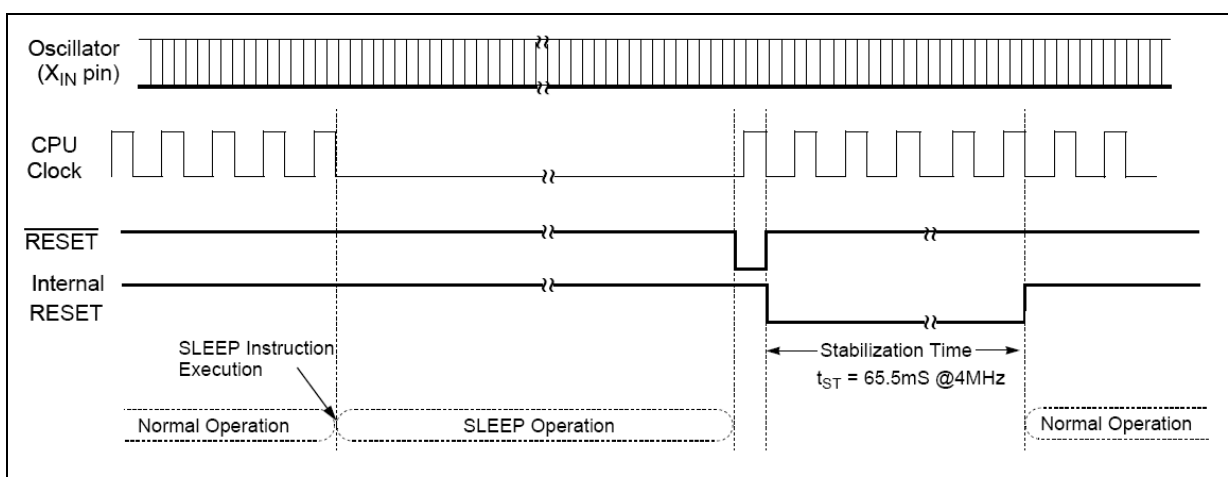 Oscillator
(XIN pin)
CPU
Clock
RESET
Internal
RESET
SLEEP Instruction
Execution
Stabilization Time
tST = 65.5mS @4MHz
Normal Operation
SLEEP Operation
Normal Operation